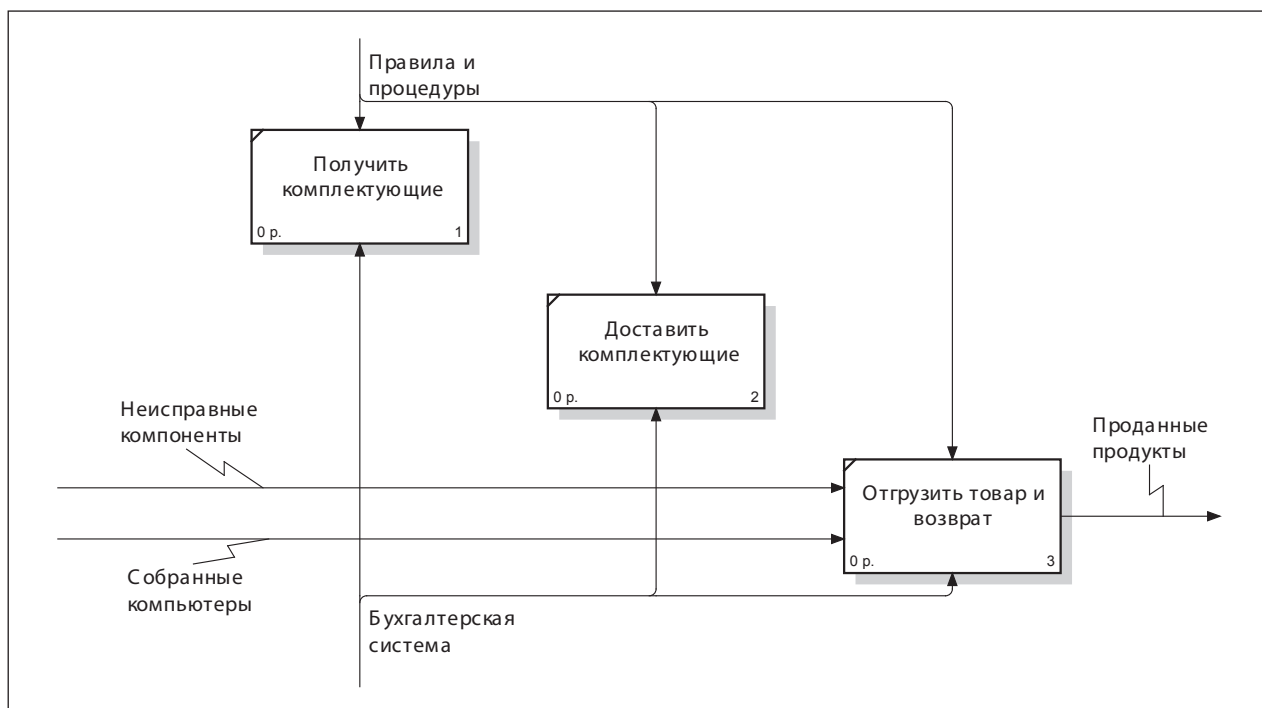 Правила и
процедуры
Получить
комплектующие
0 р.
1
Доставить
комплектующие
0 р.
2
Неисправные
компоненты
Проданные
продукты
Отгрузить товар и
возврат
0 р.
3
Собранные
компьютеры
Бухгалтерская
система